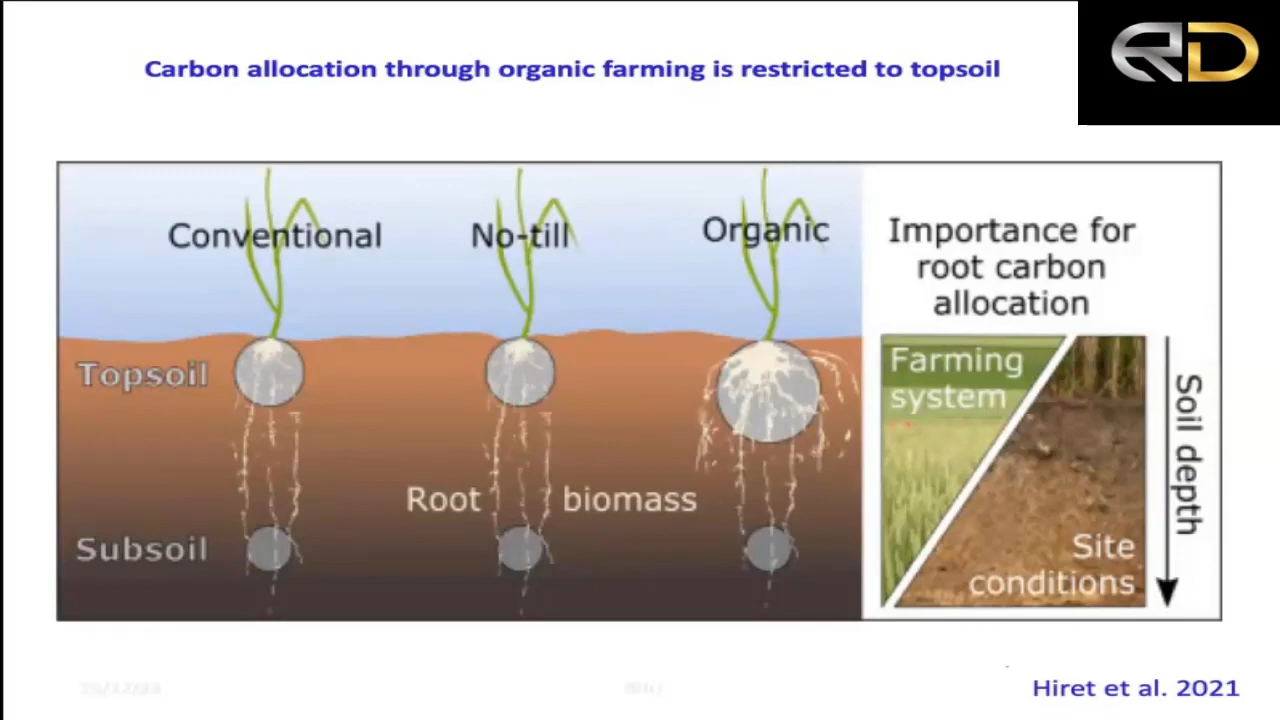 Carbon allocation through organic farming is restricted to topsoil
RD
Conventional
No-till
Organic
Importance for
root carbon
allocation
Topsoil
Farming
system
Root
biomass
Subsoil
Site
conditions
Soil depth
Hiret et al. 2021